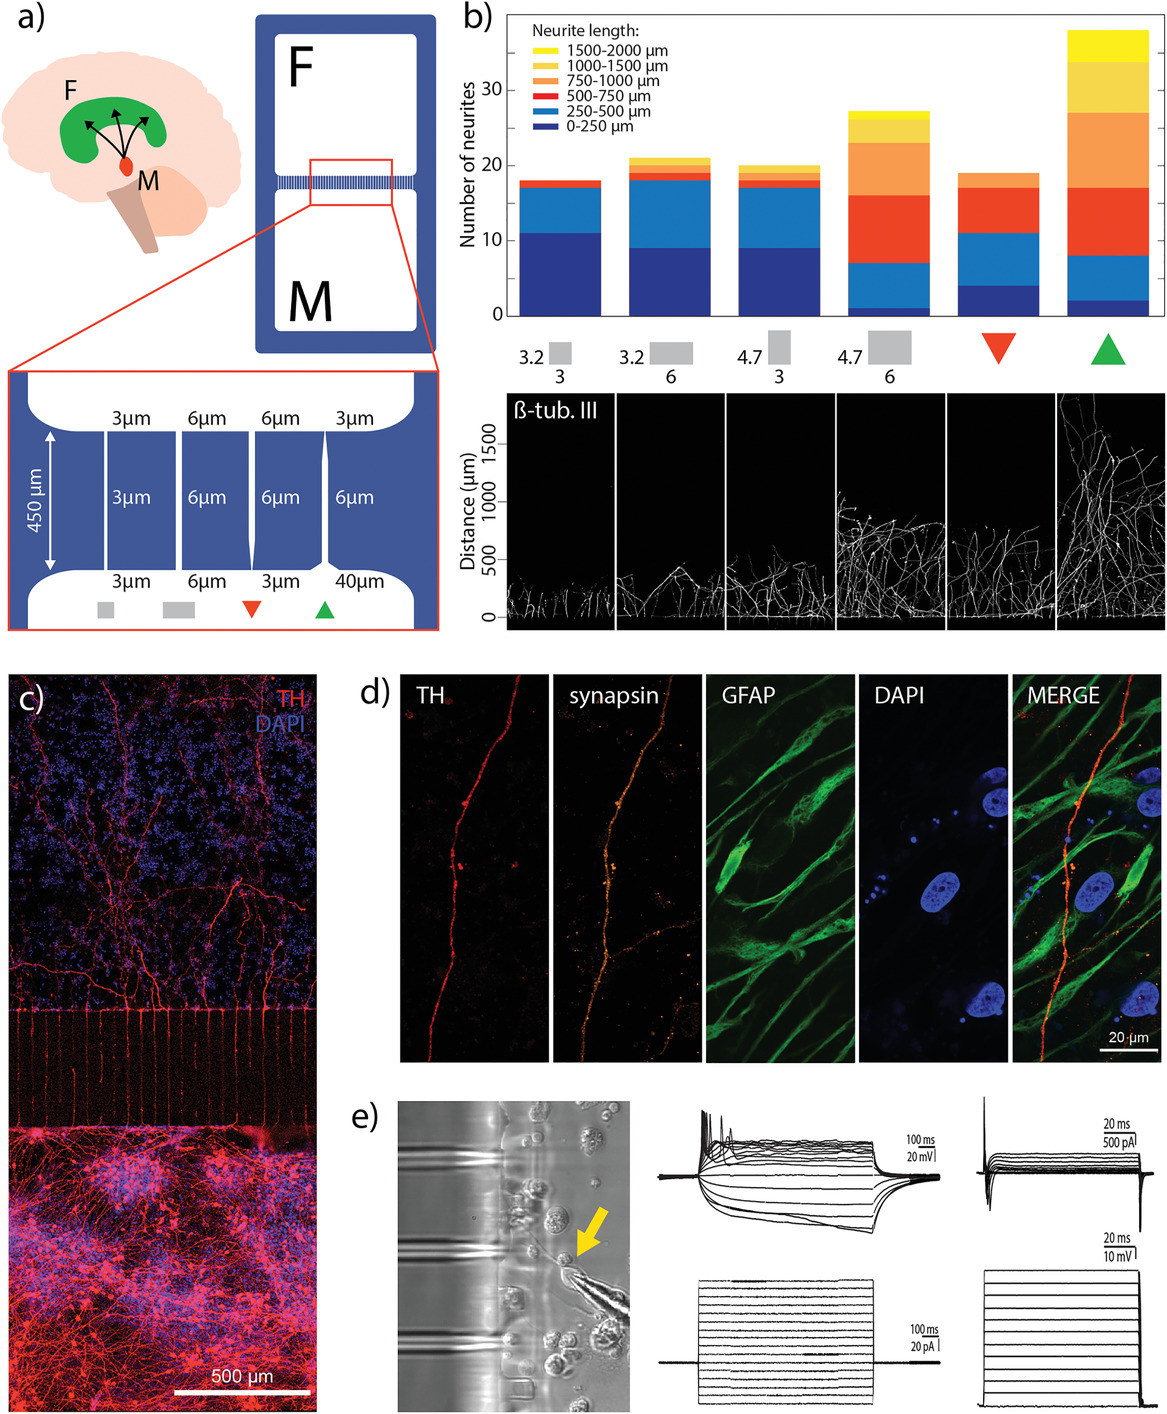 a)
F
M
F
M
3µm 6µm 6µm 3µm
450 µm
3µm 6µm 6µm 6µm
3µm 6µm 3µm 40µm
b)
Neurite length:
1500-2000 µm
1000-1500 µm
750-1000 µm
500-750 µm
250-500 µm
0-250 µm
Number of neurites
30
20
10
0
3.2 3
3.2 6
4.7 3
4.7 6
ß-tub. III
Distance (µm)
1500
1000
500
0
c)
TH
DAPI
500 µm
d)
TH
synapsin
GFAP
DAPI
MERGE
20 µm
e)
100 ms
20 mV
20 ms
500 pA
100 ms
20 pA
20 ms
10 mV